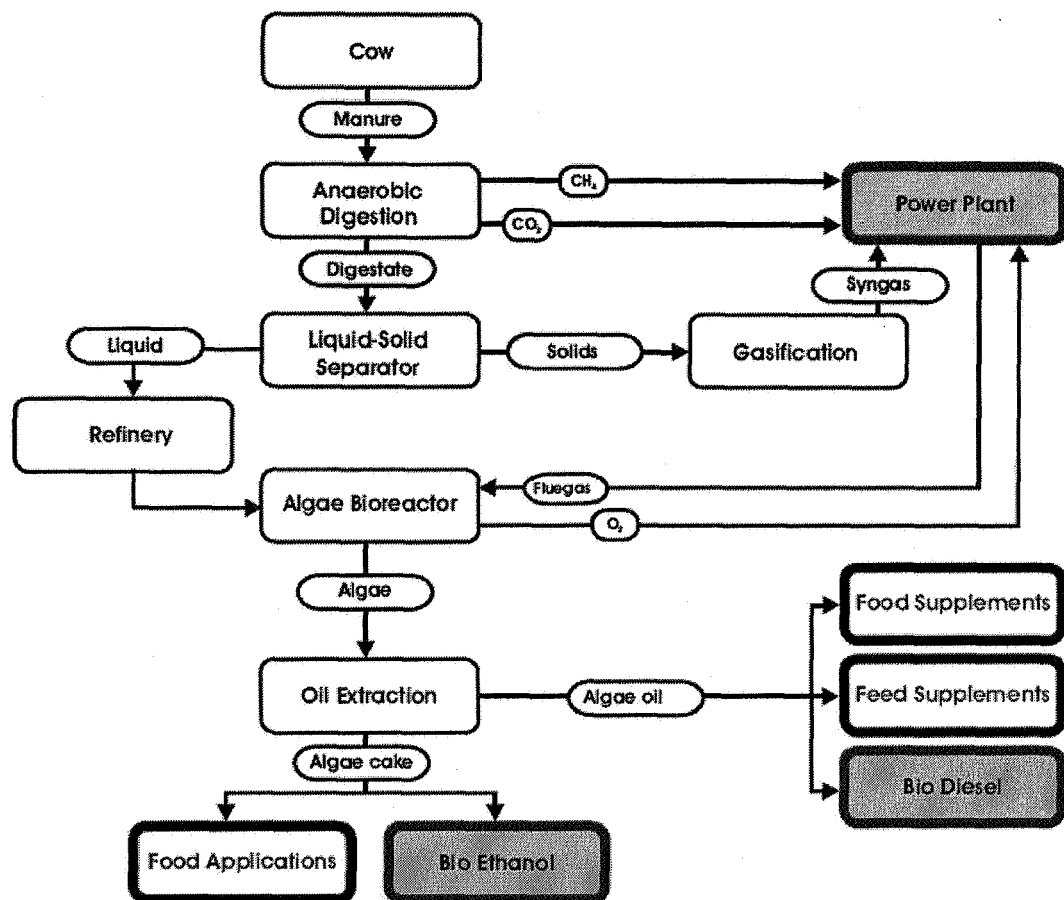 Cow
Manure
Anaerobic
Digestion
CH₄
CO₂
Power Plant
Digestate
Syngas
Liquid
Liquid-Solid
Separator
Solids
Gasification
Refinery
Algae Bioreactor
Fluegas
O₂
Algae
Food Supplements
Oil Extraction
Algae oil
Feed Supplements
Algae cake
Bio Diesel
Food Applications
Bio Ethanol